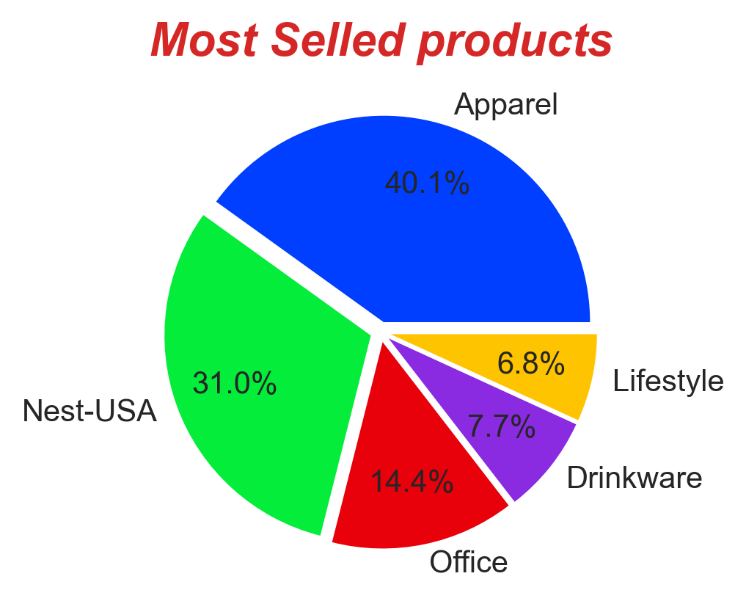 Most Selled products
Apparel
40.1%
31.0%
Nest-USA
6.8%
Lifestyle
7.7%
Drinkware
14.4%
Office